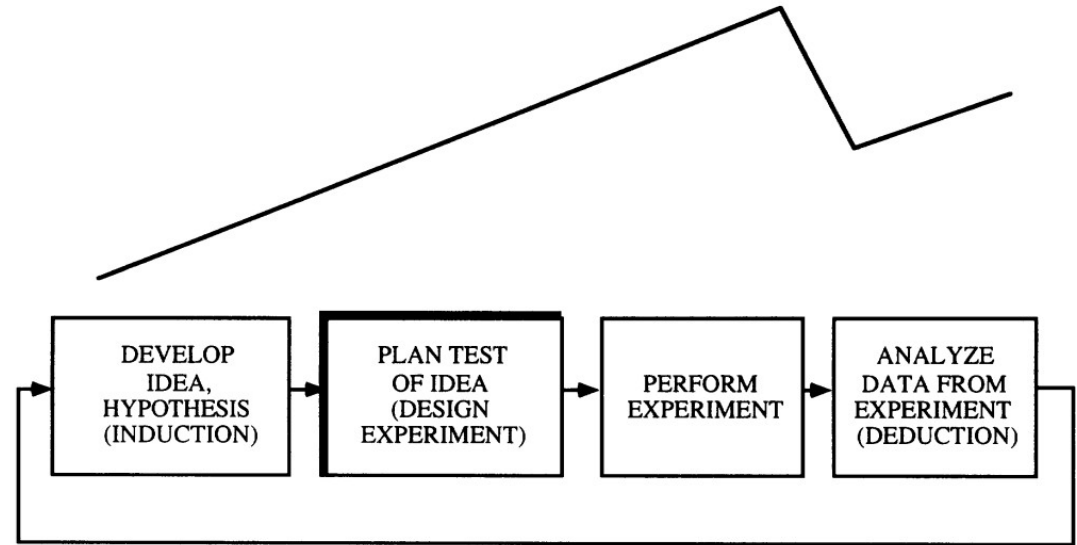 DEVELOP
IDEA,
HYPOTHESIS
(INDUCTION)
PLAN TEST
OF IDEA
(DESIGN
EXPERIMENT)
PERFORM
EXPERIMENT
ANALYZE
DATA FROM
EXPERIMENT
(DEDUCTION)